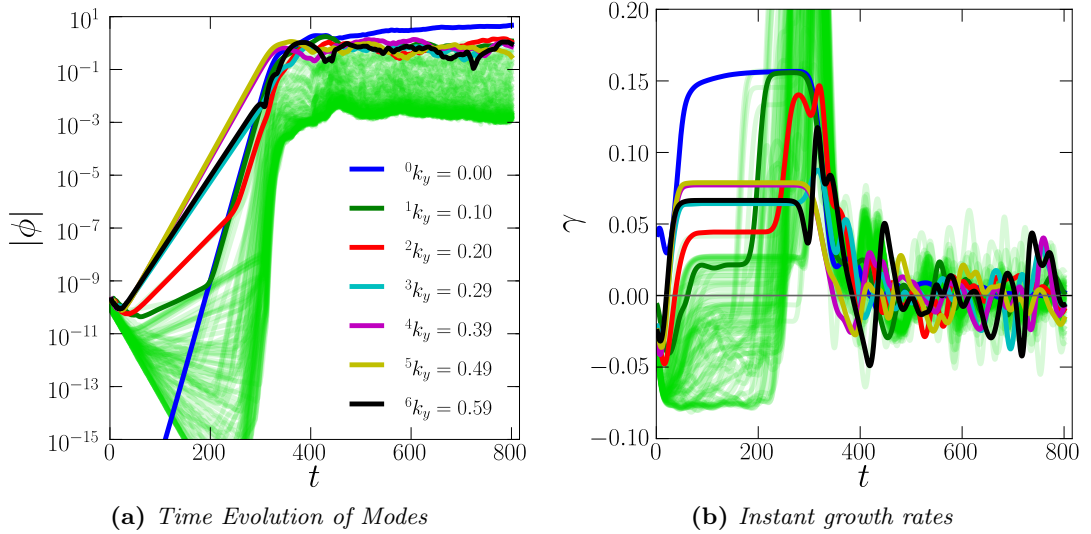 10¹
10⁻¹
10⁻³
10⁻⁵
10⁻⁷
10⁻⁹
10⁻¹¹
10⁻¹³
10⁻¹⁵
|ϕ|
⁰k_y = 0.00
¹k_y = 0.10
²k_y = 0.20
³k_y = 0.29
⁴k_y = 0.39
⁵k_y = 0.49
⁶k_y = 0.59
0 200 400 600 800
t
(a) Time Evolution of Modes
0.20
0.15
0.10
0.05
0.00
−0.05
−0.10
γ
0 200 400 600 800
t
(b) Instant growth rates